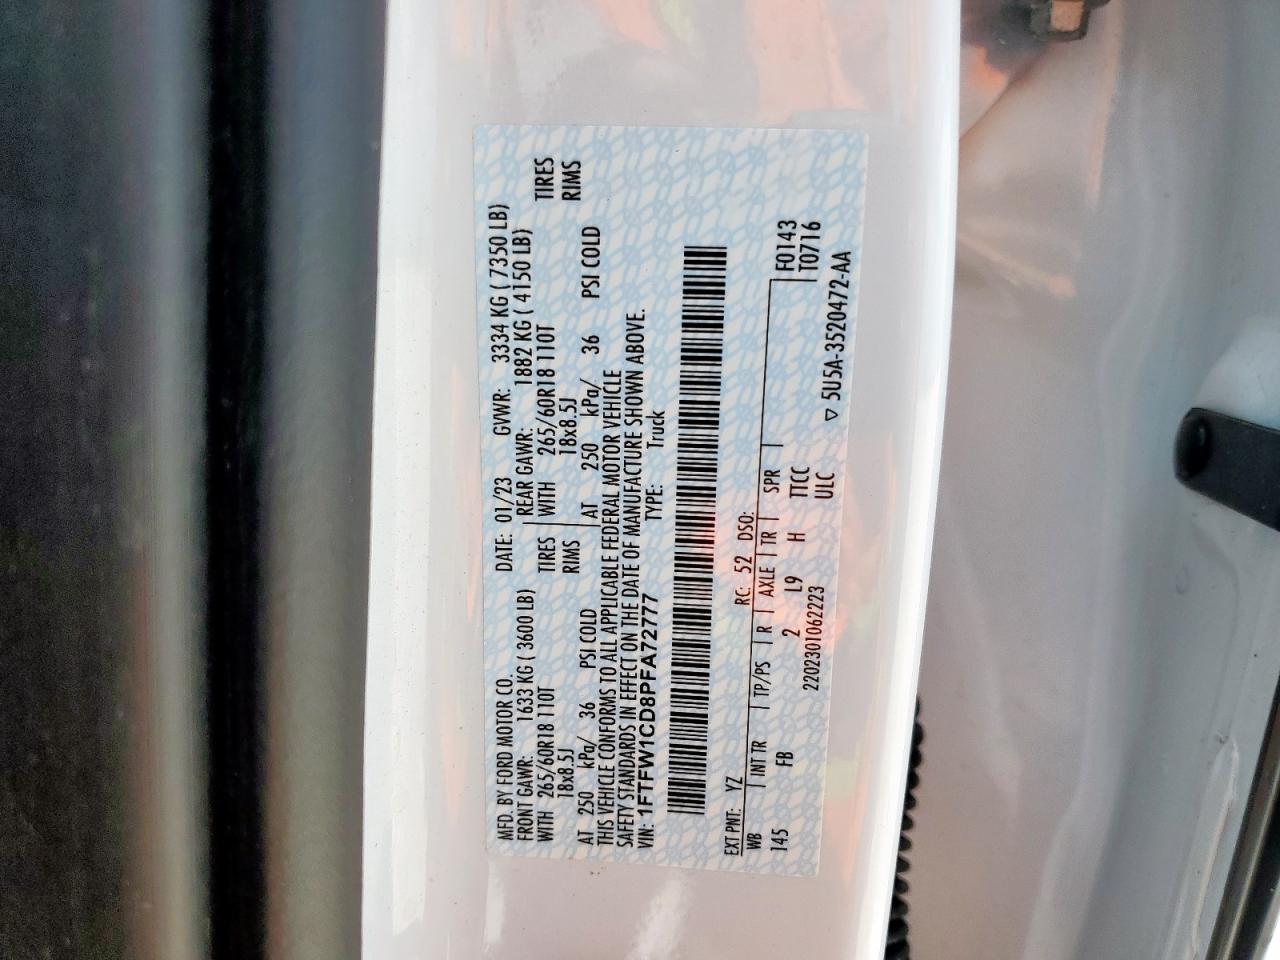 MFD. BY FORD MOTOR CO. DATE: 01/23 GVWR: 3334 KG ( 7350 LB)
FRONT GAWR: 1633 KG ( 3600 LB) REAR GAWR: 1882 KG ( 4150 LB)
WITH 265/60R18 110T TIRES WITH 265/60R18 110T TIRES
18x8.5J RIMS 18x8.5J RIMS
AT 250 kPa/ 36 PSI COLD AT 250 kPa/ 36 PSI COLD
THIS VEHICLE CONFORMS TO ALL APPLICABLE FEDERAL MOTOR VEHICLE
SAFETY STANDARDS IN EFFECT ON THE DATE OF MANUFACTURE SHOWN ABOVE.
VIN: 1FTFW1CD8PFA72777 TYPE: Truck
EXT PNT: YZ RC: 52 DSO: F0143
WB INT TR TP/PS R AXLE TR SPR T0716
145 FB 2 L9 H TTCC
2202301062223 ULC ▽ 5U5A-3520472-AA